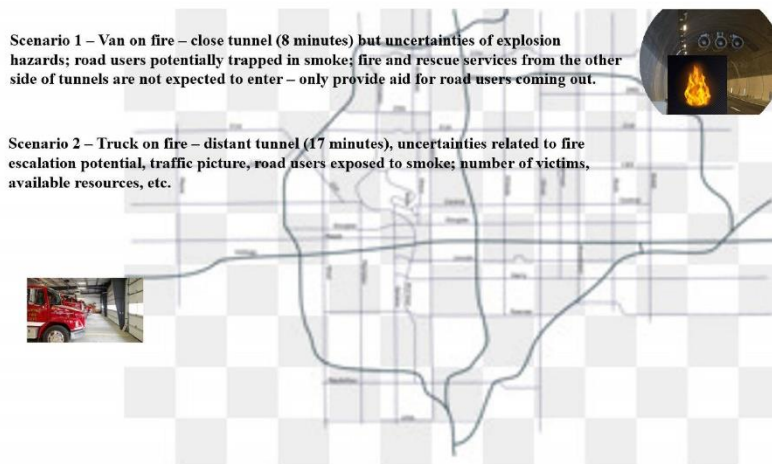 Scenario 1 – Van on fire – close tunnel (8 minutes) but uncertainties of explosion
hazards; road users potentially trapped in smoke; fire and rescue services from the other
side of tunnels are not expected to enter – only provide aid for road users coming out.
Scenario 2 – Truck on fire – distant tunnel (17 minutes), uncertainties related to fire
escalation potential, traffic picture, road users exposed to smoke; number of victims,
available resources, etc.